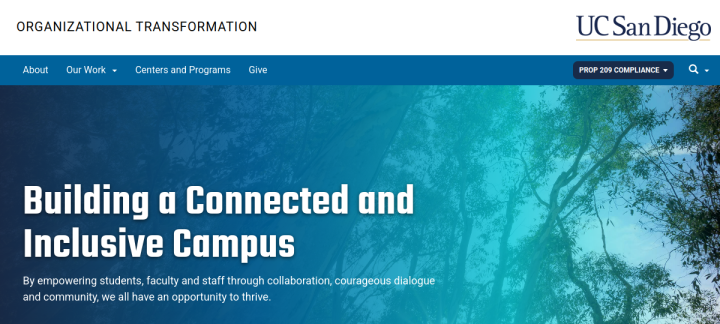 ORGANIZATIONAL TRANSFORMATION
UC San Diego
About Our Work Centers and Programs Give PROP 209 COMPLIANCE
Building a Connected and
Inclusive Campus
By empowering students, faculty and staff through collaboration, courageous dialogue
and community, we all have an opportunity to thrive.